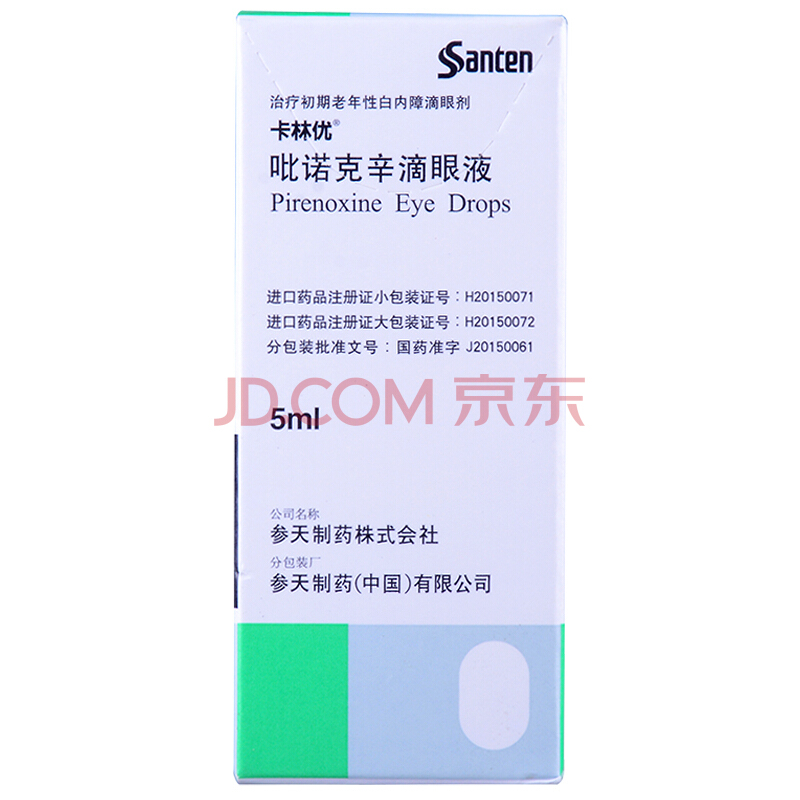 Santen
治疗初期老年性白内障滴眼剂
卡林优®
吡诺克辛滴眼液
Pirenoxine Eye Drops
进口药品注册证小包装证号：H20150071
进口药品注册证大包装证号：H20150072
分包装批准文号：国药准字 J20150061
JD.COM 京东
5ml
公司名称
参天制药株式会社
分包装厂
参天制药(中国)有限公司